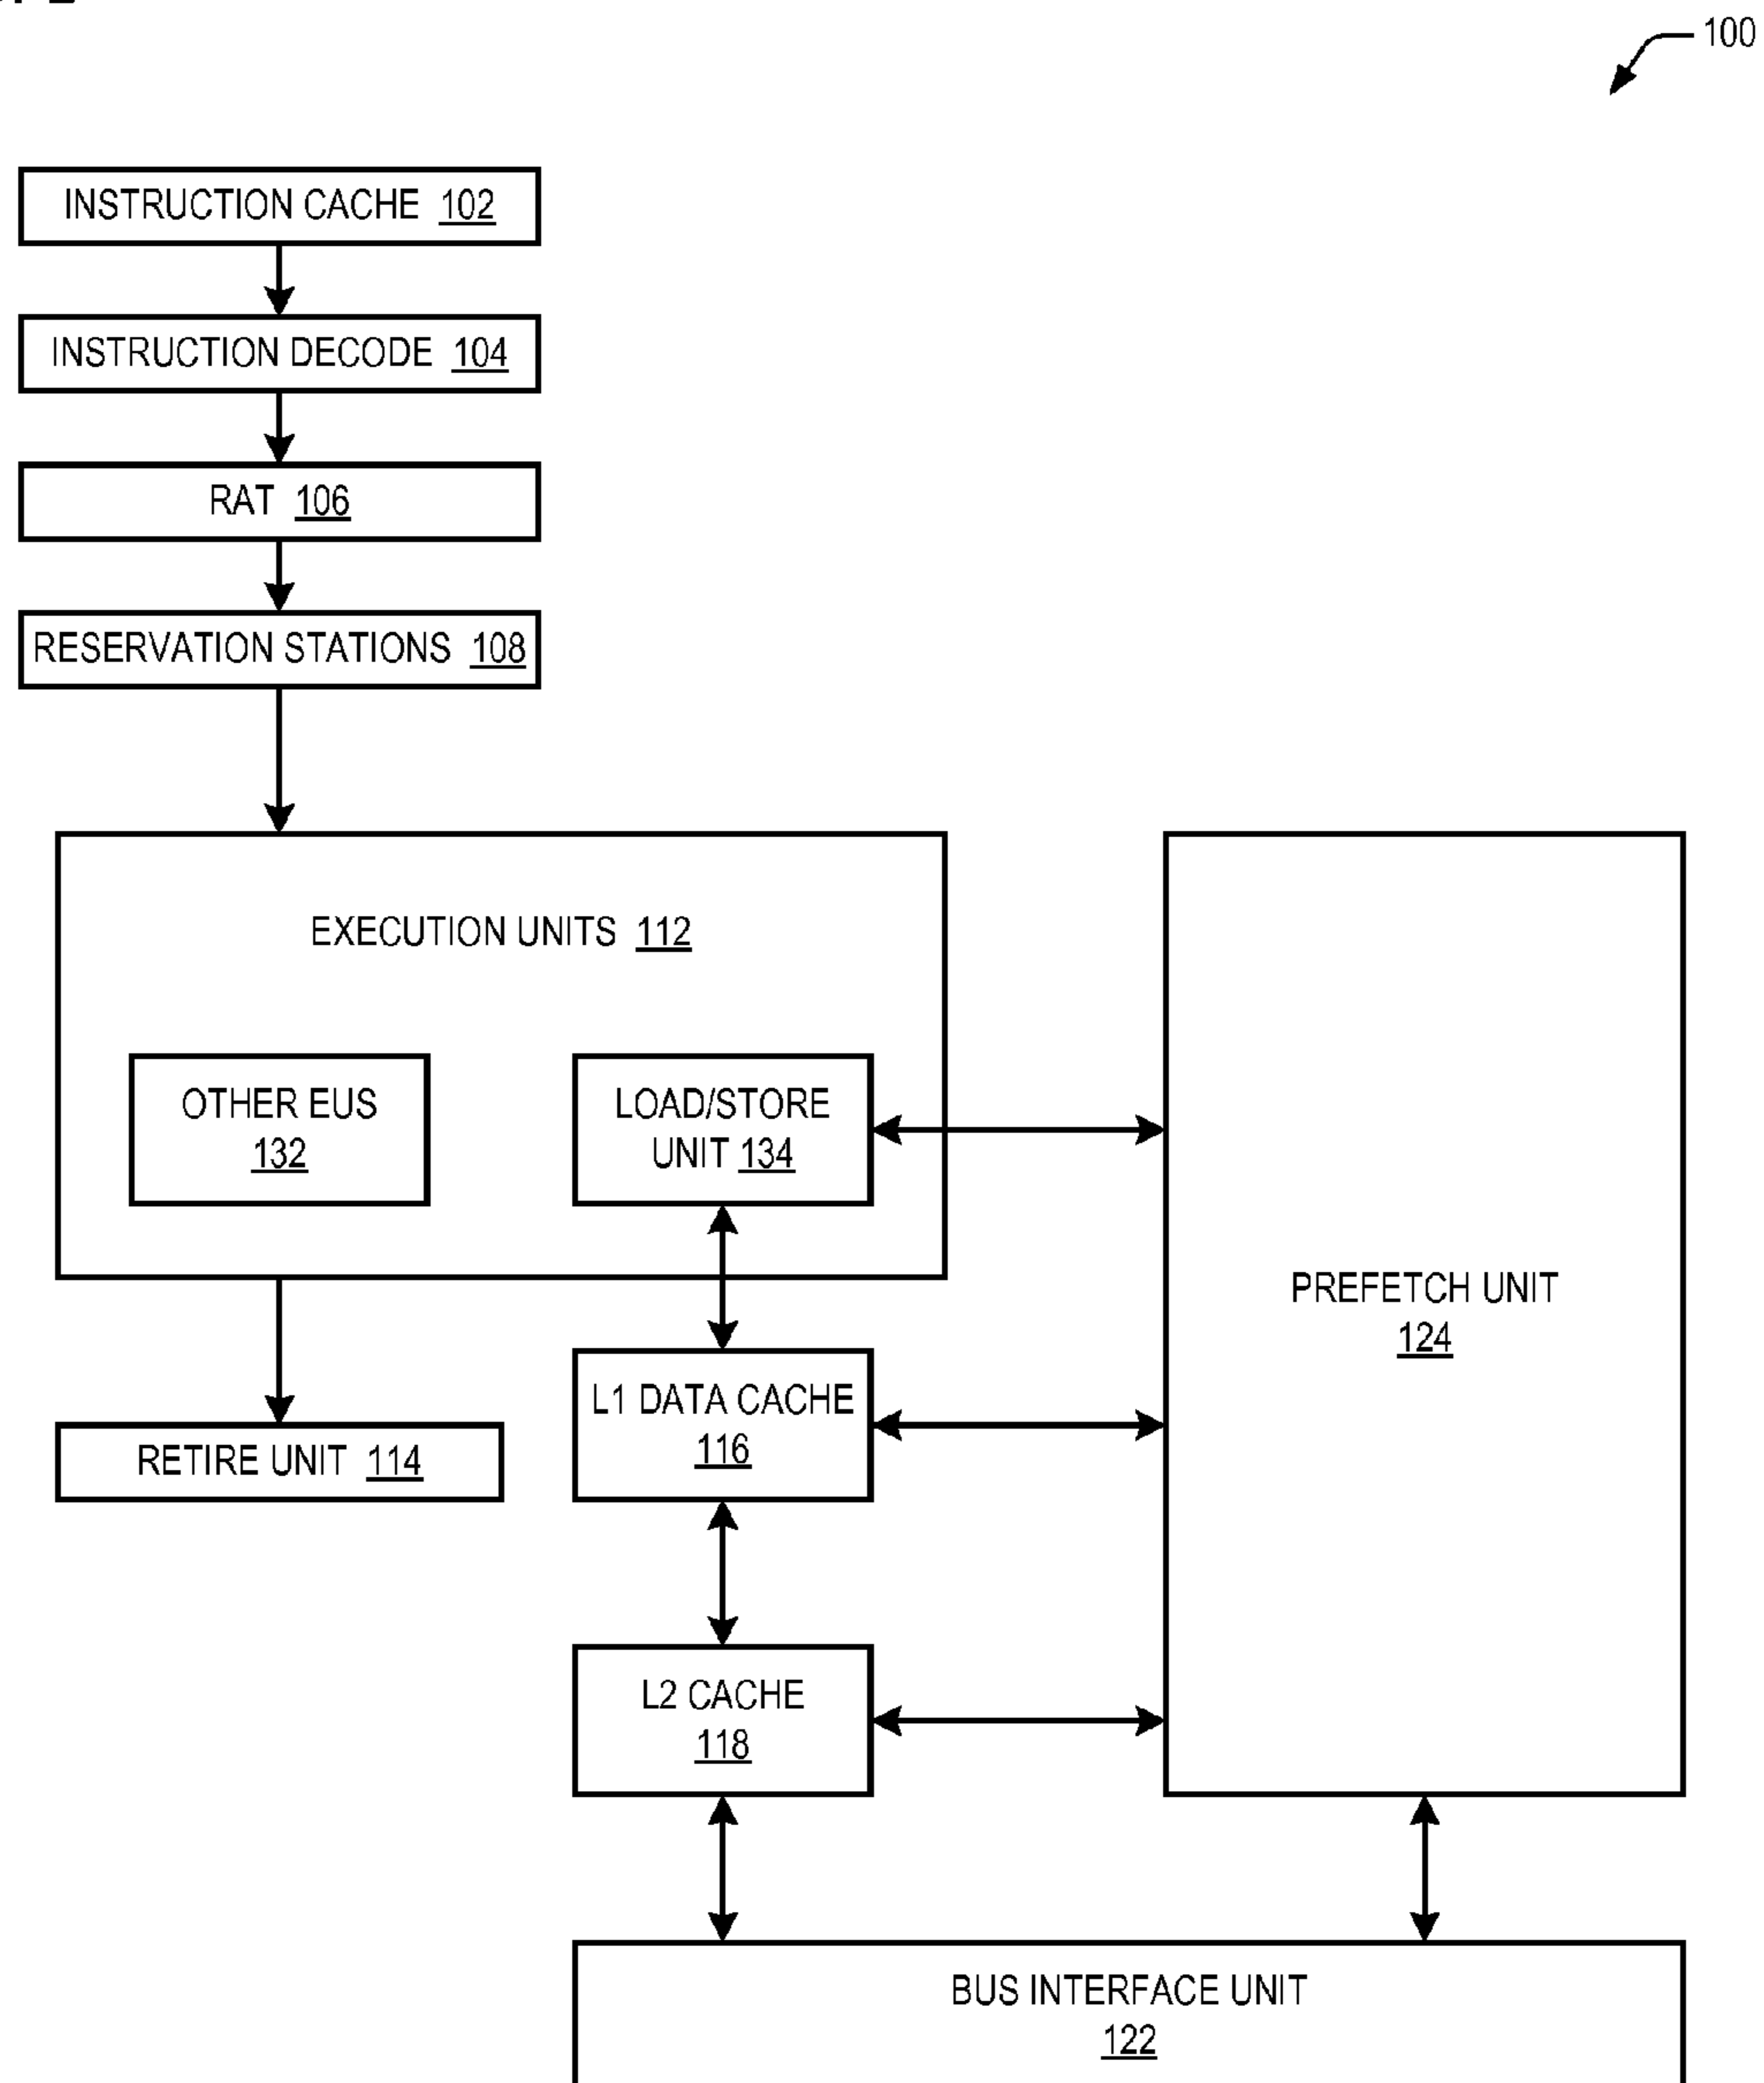 100
INSTRUCTION CACHE 102
INSTRUCTION DECODE 104
RAT 106
RESERVATION STATIONS 108
EXECUTION UNITS 112
OTHER EUS
132
LOAD/STORE
UNIT 134
PREFETCH UNIT
124
L1 DATA CACHE
116
RETIRE UNIT 114
L2 CACHE
118
BUS INTERFACE UNIT
122